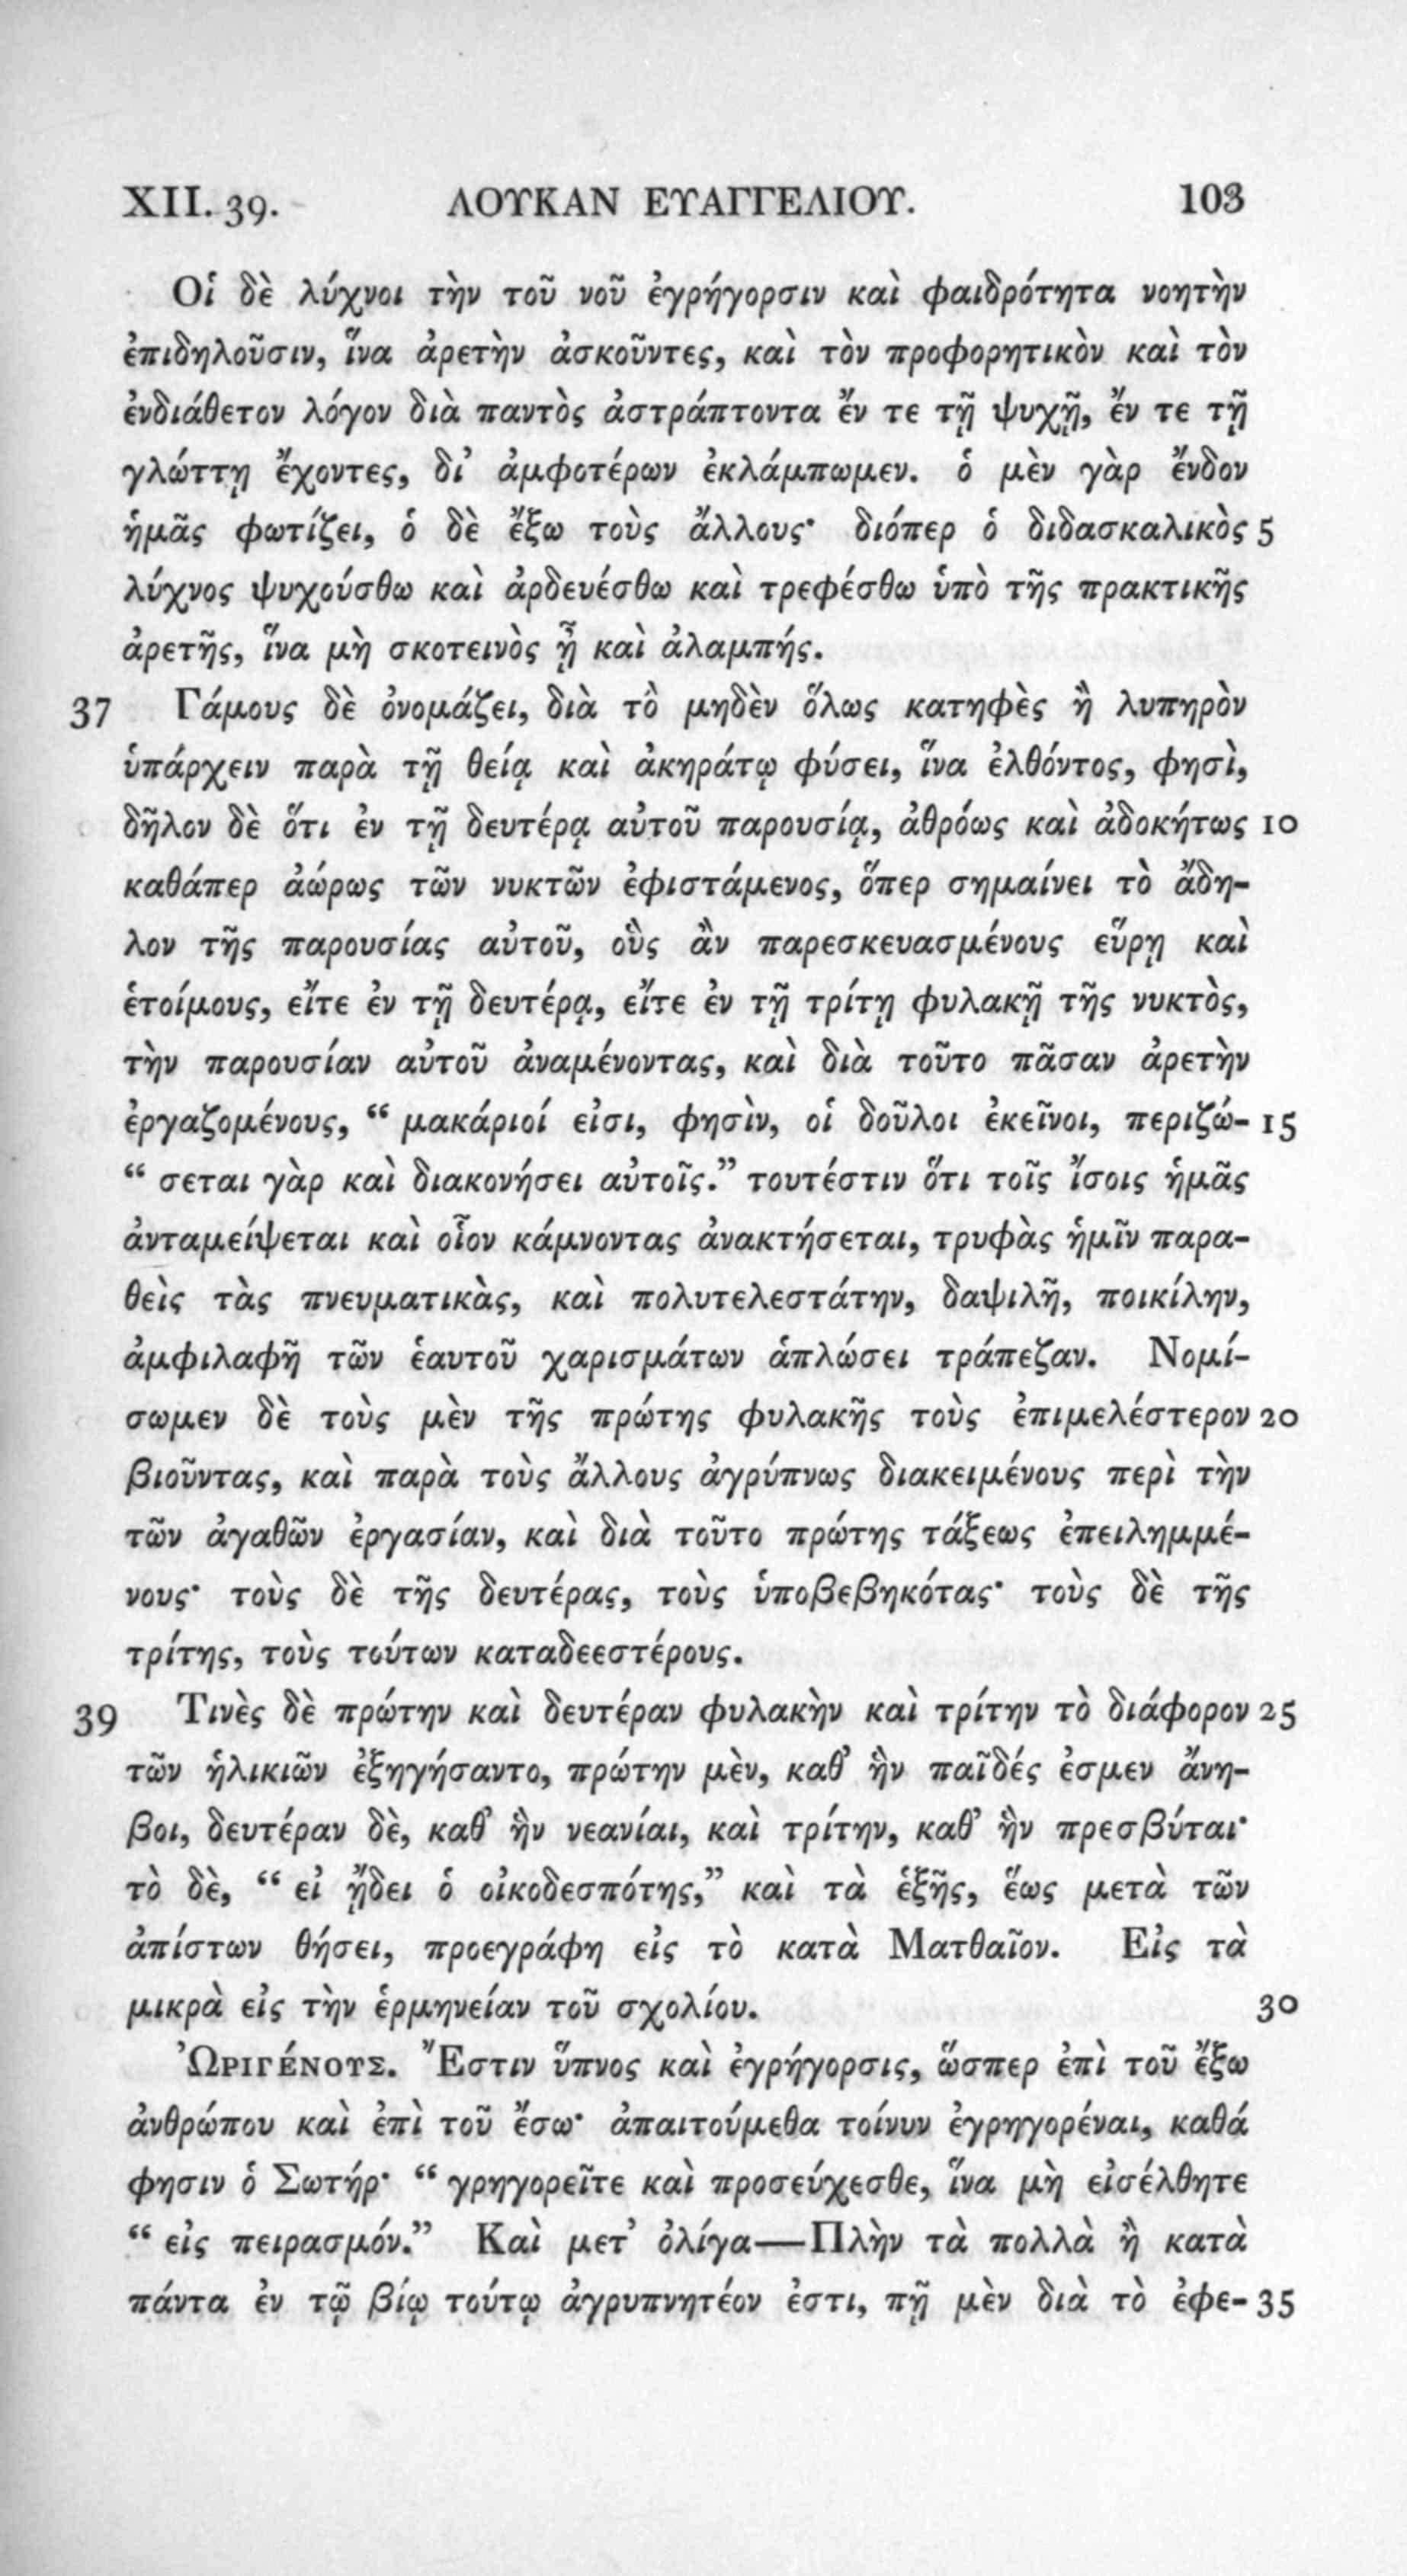 XII. 39. ΛΟΥΚΑΝ ΕΥΑΓΓΕΛΙΟΥ. 103
Οἱ δὲ λύχνοι τὴν τοῦ νοῦ ἐγρήγορσιν καὶ φαιδρότητα νοητὴν
ἐπιδηλοῦσιν, ἵνα ἀρετὴν ἀσκοῦντες, καὶ τὸν προφορητικὸν καὶ τὸν
ἐνδιάθετον λόγον διὰ παντὸς ἀστράπτοντα ἔν τε τῇ ψυχῇ, ἔν τε τῇ
γλώττῃ ἔχοντες, δι’ ἀμφοτέρων ἐκλάμπωμεν. ὁ μὲν γὰρ ἔνδον
ἡμᾶς φωτίζει, ὁ δὲ ἔξω τοὺς ἄλλους· διόπερ ὁ διδασκαλικὸς 5
λύχνος ψυχούσθω καὶ ἀρδευέσθω καὶ τρεφέσθω ὑπὸ τῆς πρακτικῆς
ἀρετῆς, ἵνα μὴ σκοτεινὸς ᾖ καὶ ἀλαμπής.
37 Γάμους δὲ ὀνομάζει, διὰ τὸ μηδὲν ὅλως κατηφὲς ἢ λυπηρὸν
ὑπάρχειν παρὰ τῇ θείᾳ καὶ ἀκηράτῳ φύσει, ἵνα ἐλθόντος, φησὶ,
δῆλον δὲ ὅτι ἐν τῇ δευτέρᾳ αὐτοῦ παρουσίᾳ, ἀθρόως καὶ ἀδοκήτως 10
καθάπερ ἀώρως τῶν νυκτῶν ἐφιστάμενος, ὅπερ σημαίνει τὸ ἄδη-
λον τῆς παρουσίας αὐτοῦ, οὓς ἂν παρεσκευασμένους εὕρῃ καὶ
ἑτοίμους, εἴτε ἐν τῇ δευτέρᾳ, εἴτε ἐν τῇ τρίτῃ φυλακῇ τῆς νυκτὸς,
τὴν παρουσίαν αὐτοῦ ἀναμένοντας, καὶ διὰ τοῦτο πᾶσαν ἀρετὴν
ἐργαζομένους, “ μακάριοί εἰσι, φησὶν, οἱ δοῦλοι ἐκεῖνοι, περιζώ- 15
“ σεται γὰρ καὶ διακονήσει αὐτοῖς.” τουτέστιν ὅτι τοῖς ἴσοις ἡμᾶς
ἀνταμείψεται καὶ οἷον κάμνοντας ἀνακτήσεται, τρυφὰς ἡμῖν παρα-
θεὶς τὰς πνευματικὰς, καὶ πολυτελεστάτην, δαψιλῆ, ποικίλην,
ἀμφιλαφῆ τῶν ἑαυτοῦ χαρισμάτων ἁπλώσει τράπεζαν. Νομί-
σωμεν δὲ τοὺς μὲν τῆς πρώτης φυλακῆς τοὺς ἐπιμελέστερον 20
βιοῦντας, καὶ παρὰ τοὺς ἄλλους ἀγρύπνως διακειμένους περὶ τὴν
τῶν ἀγαθῶν ἐργασίαν, καὶ διὰ τοῦτο πρώτης τάξεως ἐπειλημμέ-
νους· τοὺς δὲ τῆς δευτέρας, τοὺς ὑποβεβηκότας· τοὺς δὲ τῆς
τρίτης, τοὺς τούτων καταδεεστέρους.
39 Τινὲς δὲ πρώτην καὶ δευτέραν φυλακὴν καὶ τρίτην τὸ διάφορον 25
τῶν ἡλικιῶν ἐξηγήσαντο, πρώτην μὲν, καθ’ ἣν παῖδές ἐσμεν ἄνη-
βοι, δευτέραν δὲ, καθ’ ἣν νεανίαι, καὶ τρίτην, καθ’ ἣν πρεσβύται·
τὸ δὲ, “ εἰ ᾔδει ὁ οἰκοδεσπότης,” καὶ τὰ ἑξῆς, ἕως μετὰ τῶν
ἀπίστων θήσει, προεγράφη εἰς τὸ κατὰ Ματθαῖον. Εἰς τὰ
μικρὰ εἰς τὴν ἑρμηνείαν τοῦ σχολίου. 30
Ὠριγένους. Ἔστιν ὕπνος καὶ ἐγρήγορσις, ὥσπερ ἐπὶ τοῦ ἔξω
ἀνθρώπου καὶ ἐπὶ τοῦ ἔσω· ἀπαιτούμεθα τοίνυν ἐγρηγορέναι, καθά
φησιν ὁ Σωτήρ· “ γρηγορεῖτε καὶ προσεύχεσθε, ἵνα μὴ εἰσέλθητε
“ εἰς πειρασμόν.” Καὶ μετ’ ὀλίγα—Πλὴν τὰ πολλὰ ἢ κατὰ
πάντα ἐν τῷ βίῳ τούτῳ ἀγρυπνητέον ἐστι, πῇ μὲν διὰ τὸ ἐφε- 35